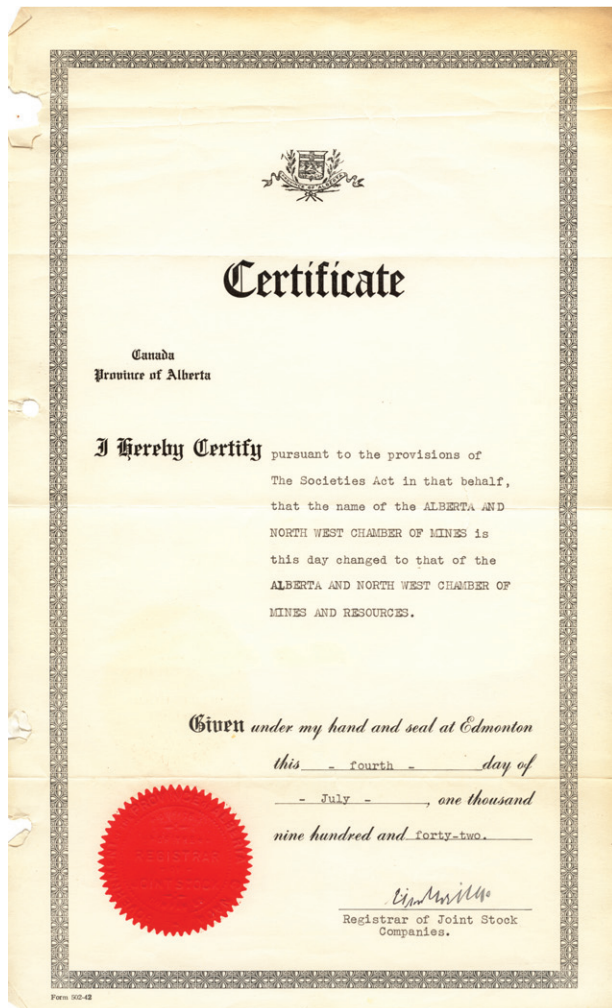 PROVINCE OF ALBERTA
Certificate
Canada
Province of Alberta
I Hereby Certify pursuant to the provisions of
The Societies Act in that behalf,
that the name of the ALBERTA AND
NORTH WEST CHAMBER OF MINES is
this day changed to that of the
ALBERTA AND NORTH WEST CHAMBER OF
MINES AND RESOURCES.
Given under my hand and seal at Edmonton
this - fourth - day of
- July - , one thousand
nine hundred and forty-two.
REGISTRAR
Registrar of Joint Stock
Companies.
Form 502-42